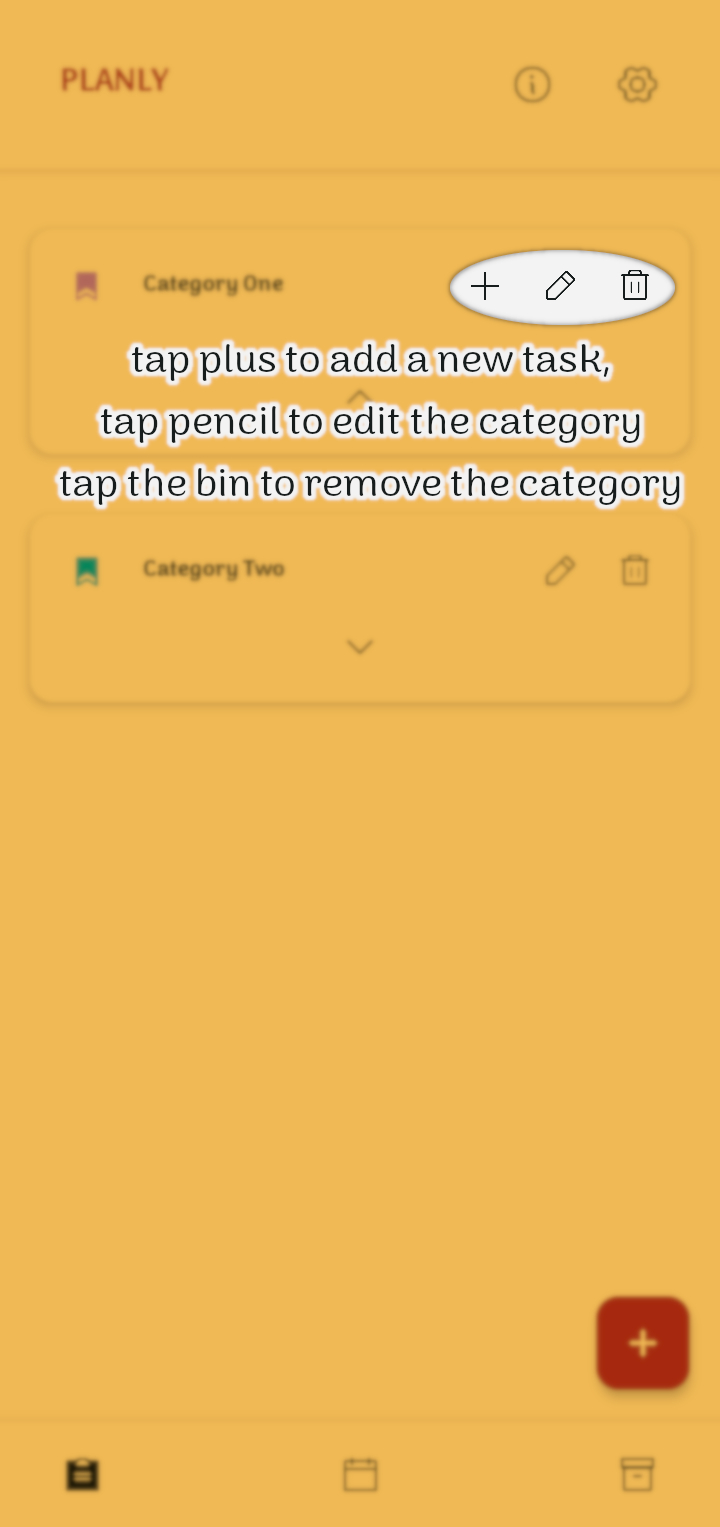 PLANLY
Category One
tap plus to add a new task,
tap pencil to edit the category
tap the bin to remove the category
Category Two